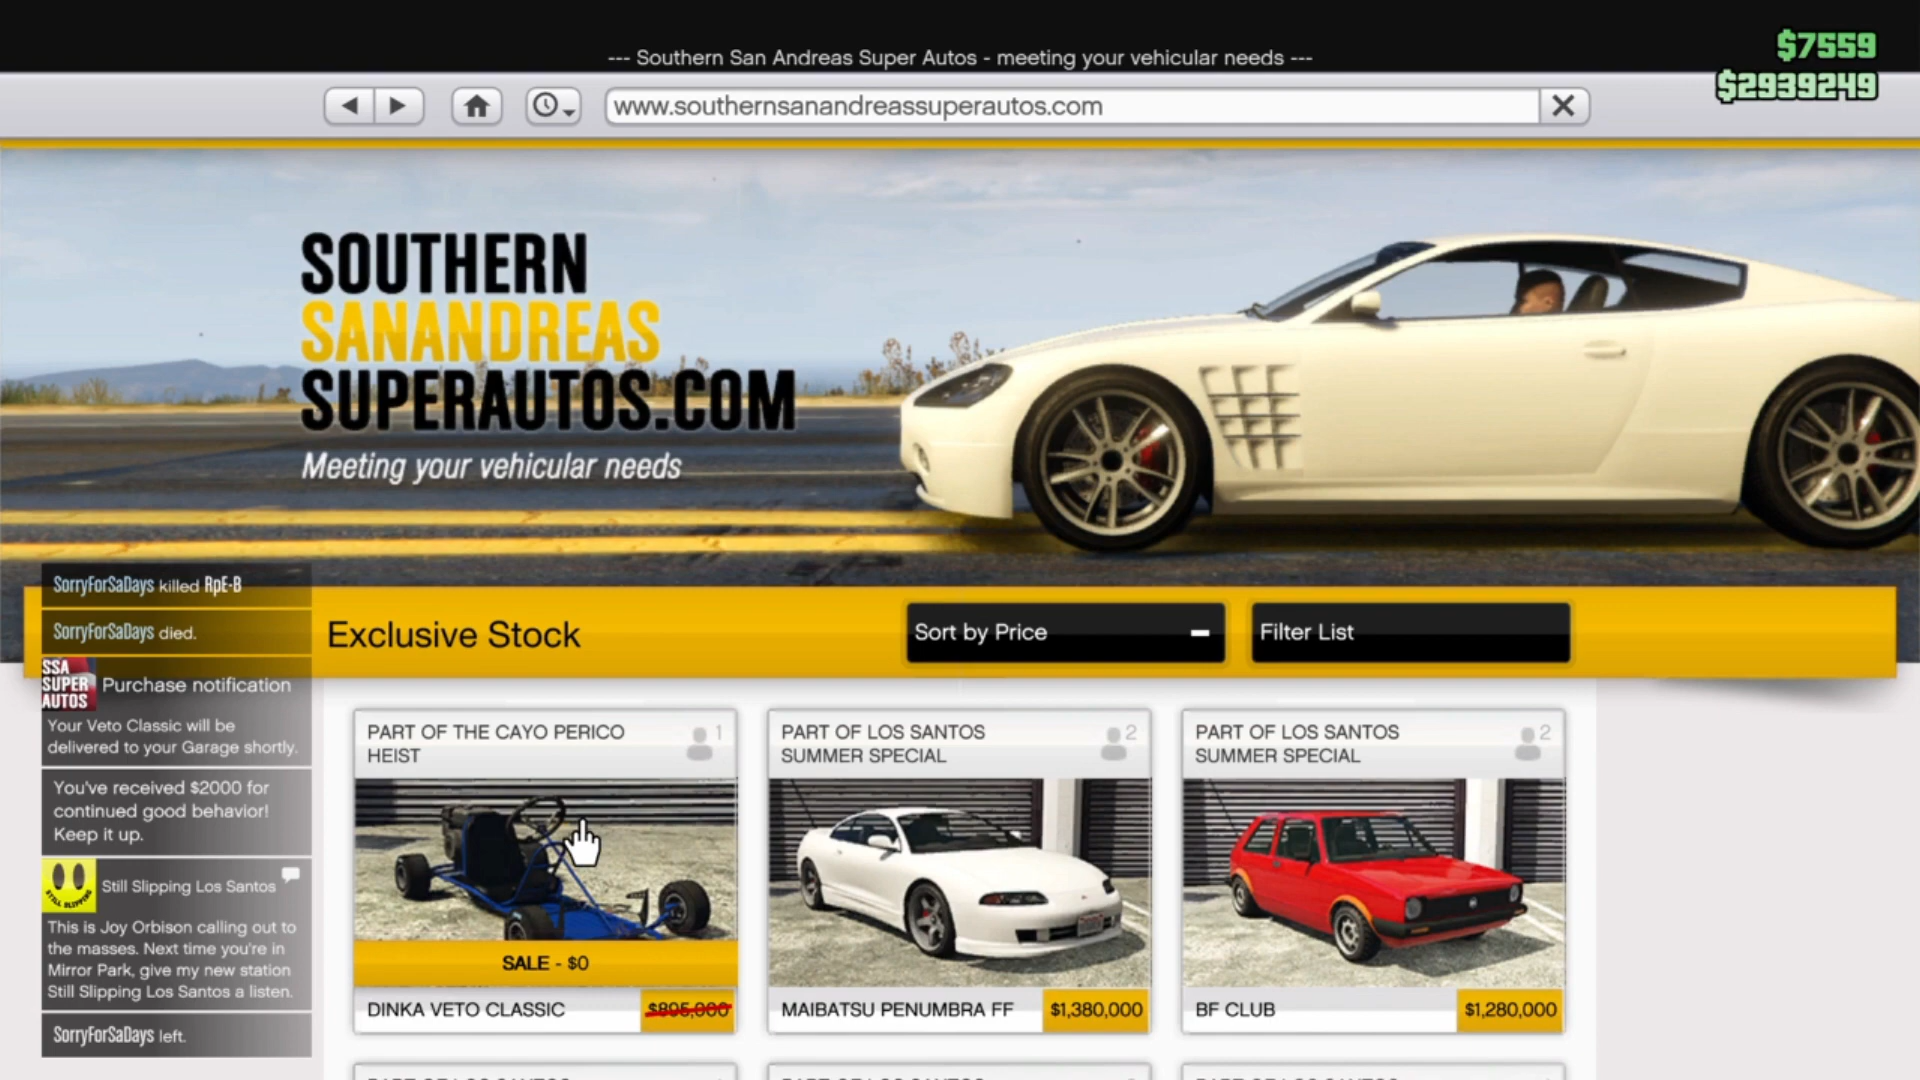 --- Southern San Andreas Super Autos - meeting your vehicular needs ---
$7559
$2939249
www.southernsanandreassuperautos.com
SOUTHERN
SANANDREAS
SUPERAUTOS.COM
Meeting your vehicular needs
SorryForSaDays killed RpE-B
SorryForSaDays died.
SSA
SUPER
AUTOS
Purchase notification
Your Veto Classic will be
delivered to your Garage shortly.
You've received $2000 for
continued good behavior!
Keep it up.
STILL SLIPPING
Still Slipping Los Santos
This is Joy Orbison calling out to
the masses. Next time you're in
Mirror Park, give my new station
Still Slipping Los Santos a listen.
SorryForSaDays left.
Exclusive Stock
Sort by Price
Filter List
PART OF THE CAYO PERICO
HEIST
1
SALE - $0
DINKA VETO CLASSIC
$895,000
PART OF LOS SANTOS
SUMMER SPECIAL
2
MAIBATSU PENUMBRA FF
$1,380,000
PART OF LOS SANTOS
SUMMER SPECIAL
2
BF CLUB
$1,280,000